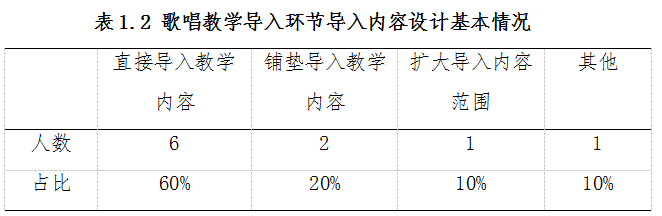 表1.2 歌唱教学导入环节导入内容设计基本情况
直接导入教学 铺垫导入教学 扩大导入内容 其他
内容 内容 范围
人数 6 2 1 1
占比 60% 20% 10% 10%